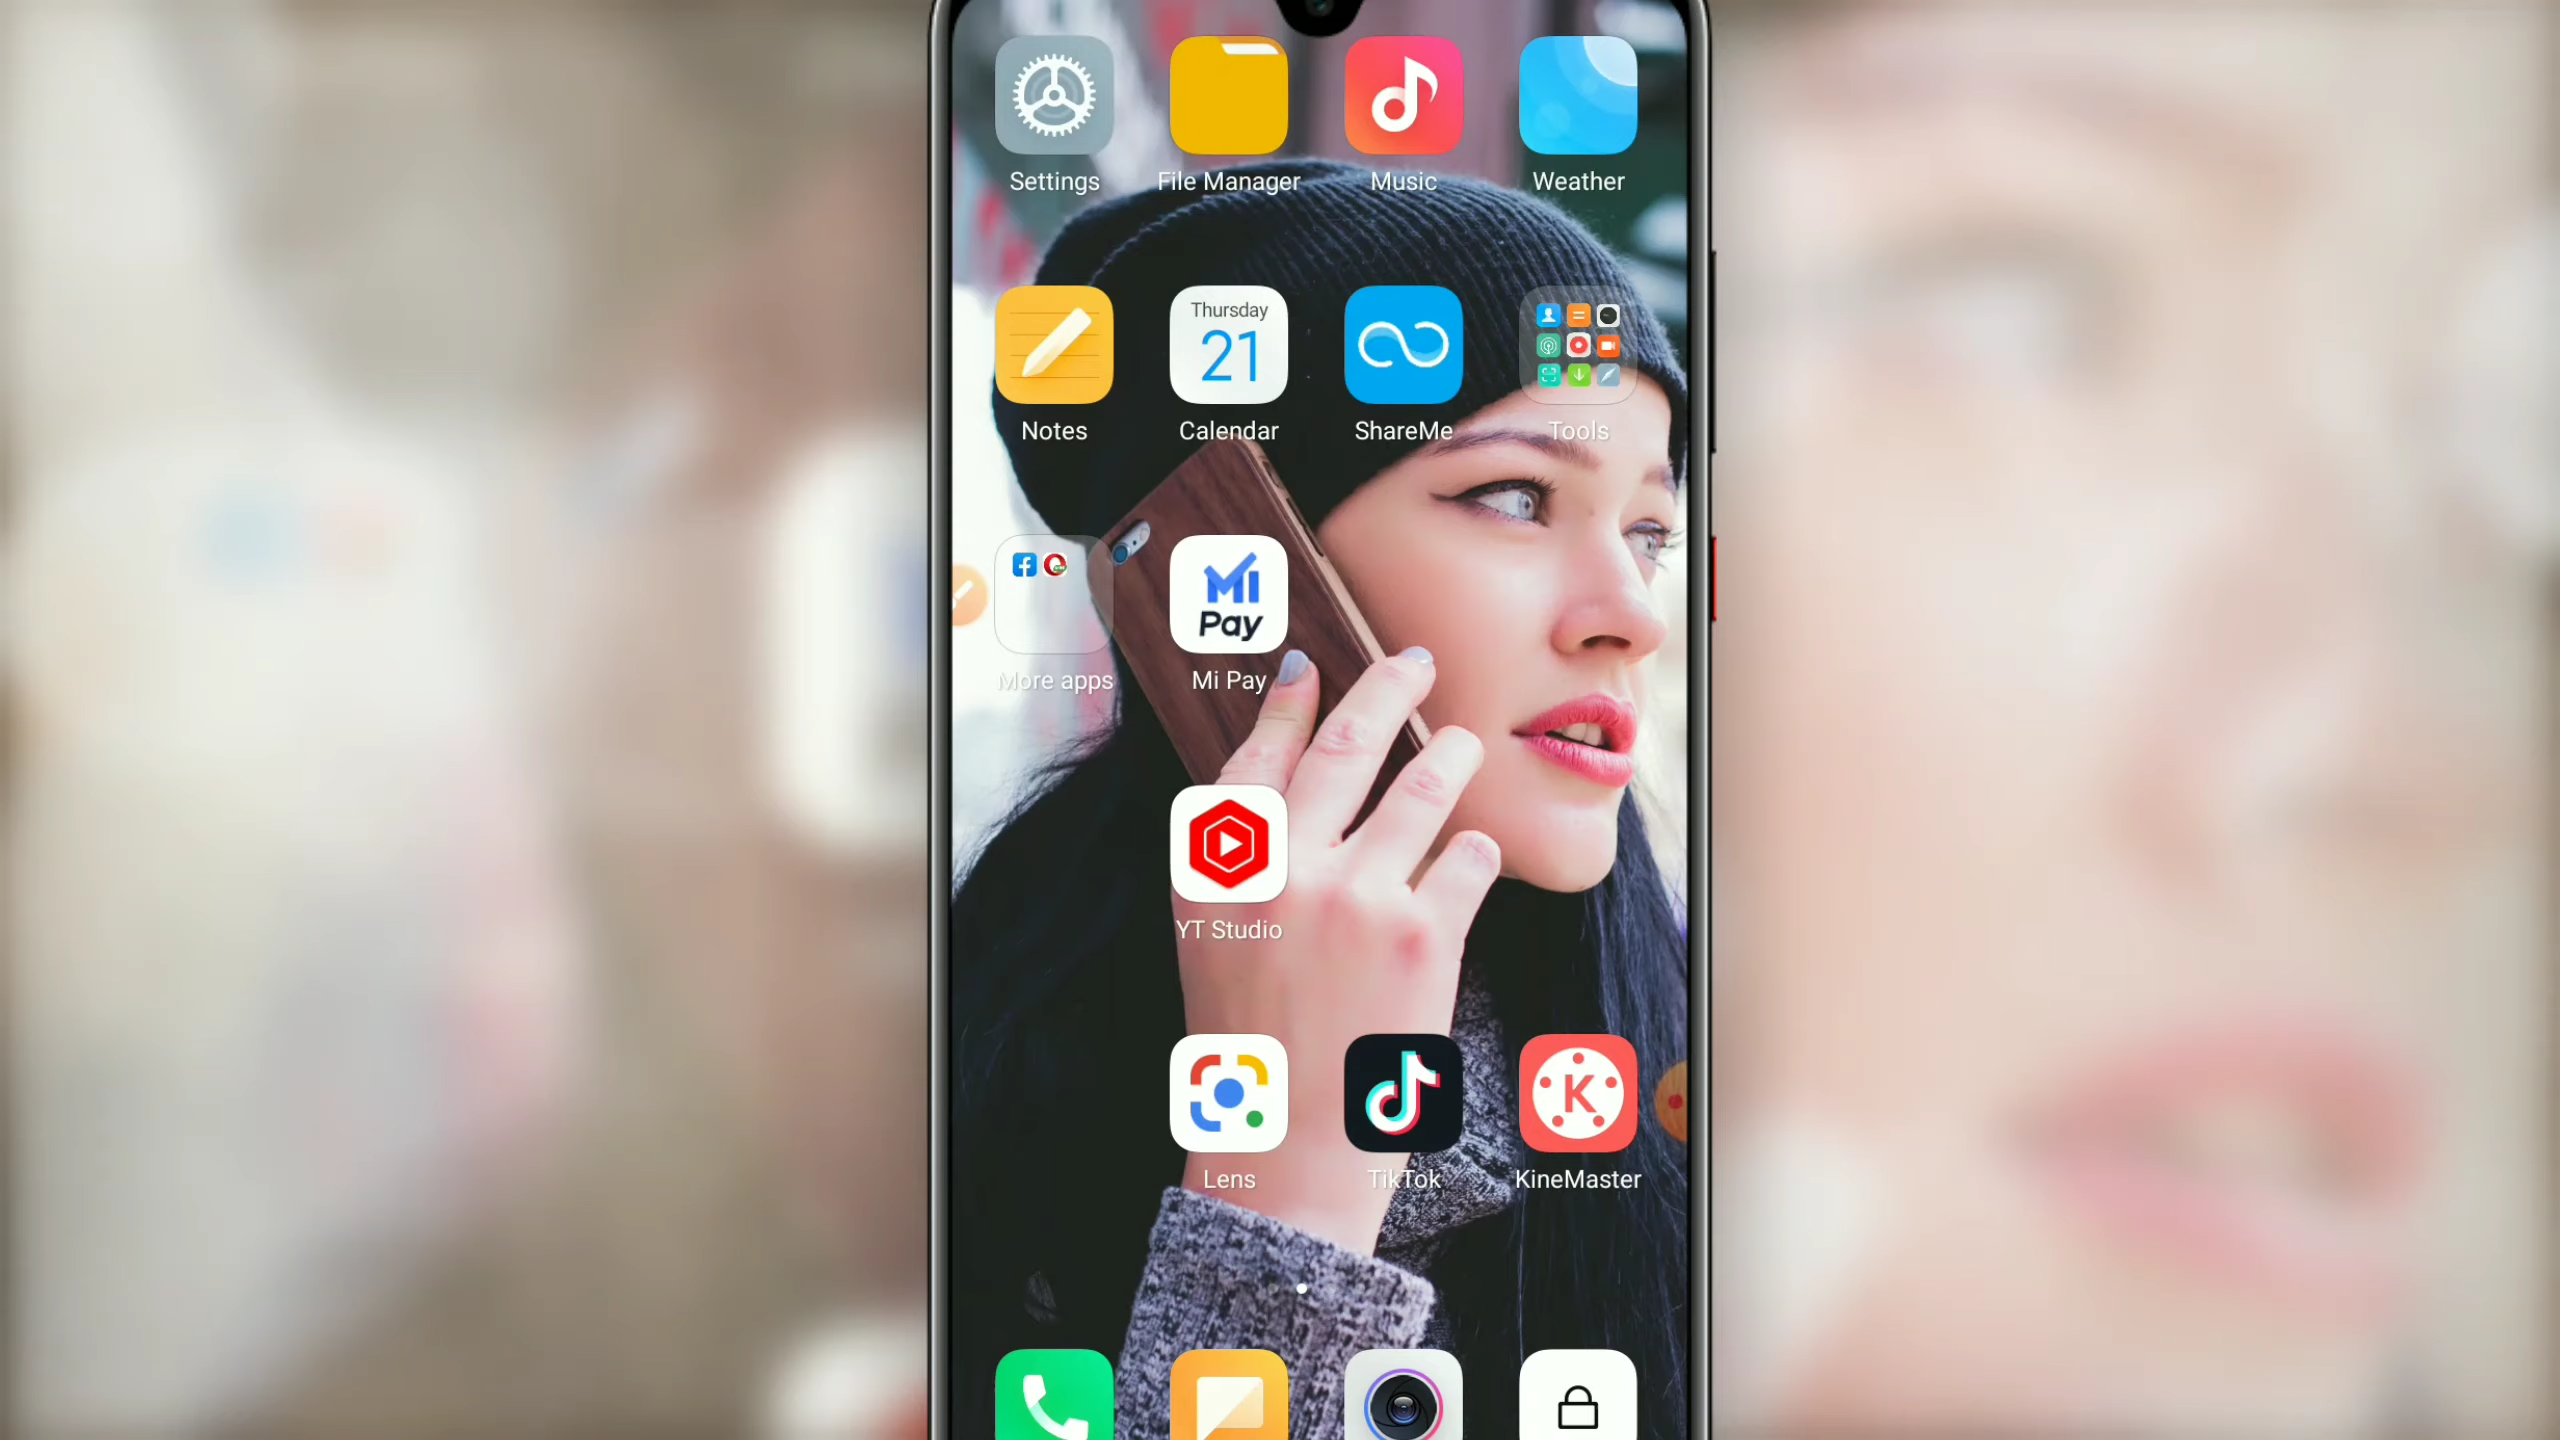 Settings
File Manager
Music
Weather
Thursday
21
Notes
Calendar
ShareMe
Tools
Mi
Pay
More apps
Mi Pay
YT Studio
K
Lens
TikTok
KineMaster